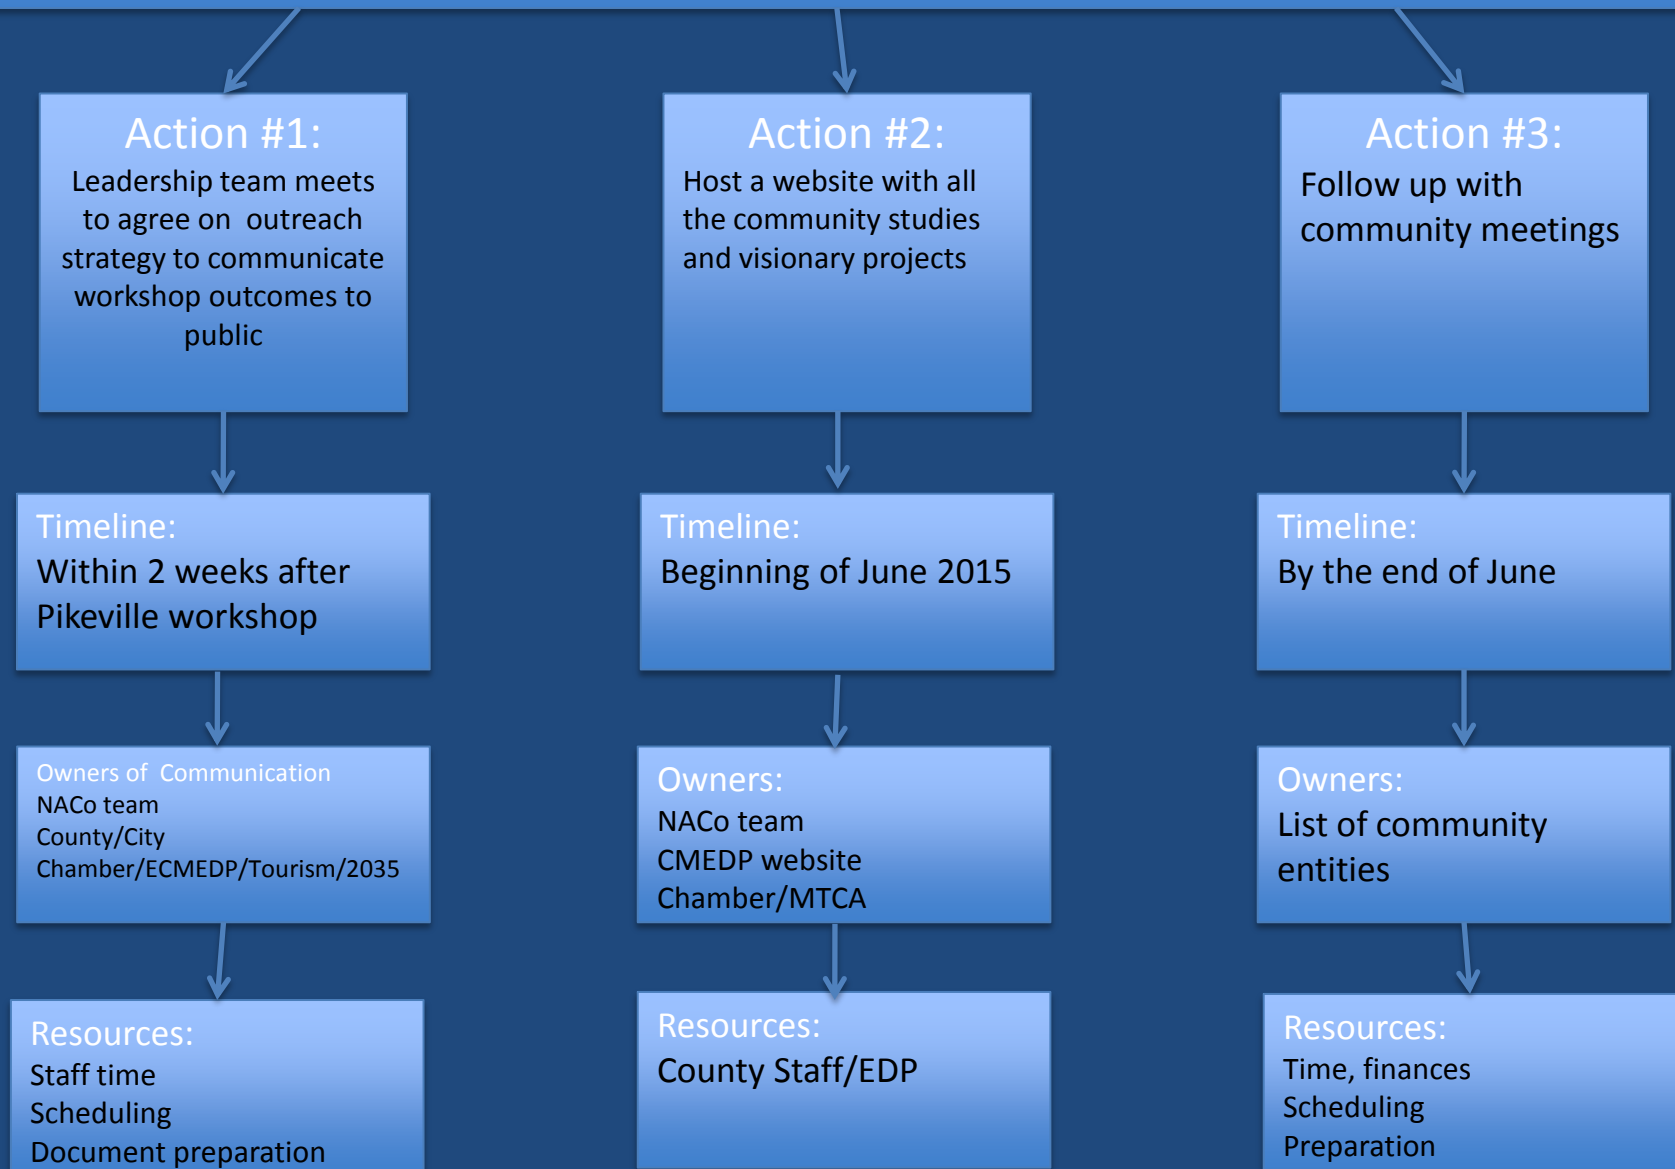 Action #1:
Leadership team meets
to agree on  outreach
strategy to communicate
workshop outcomes to
public
Timeline:
Within 2 weeks after
Pikeville workshop
Owners of  Communication
NACo team
County/City
Chamber/ECMEDP/Tourism/2035
Resources:
Staff time
Scheduling
Document preparation
Action #2:
Host a website with all
the community studies
and visionary projects
Timeline:
Beginning of June 2015
Owners:
NACo team
CMEDP website
Chamber/MTCA
Resources:
County Staff/EDP
Action #3:
Follow up with
community meetings
Timeline:
By the end of June
Owners:
List of community
entities
Resources:
Time, finances
Scheduling
Preparation